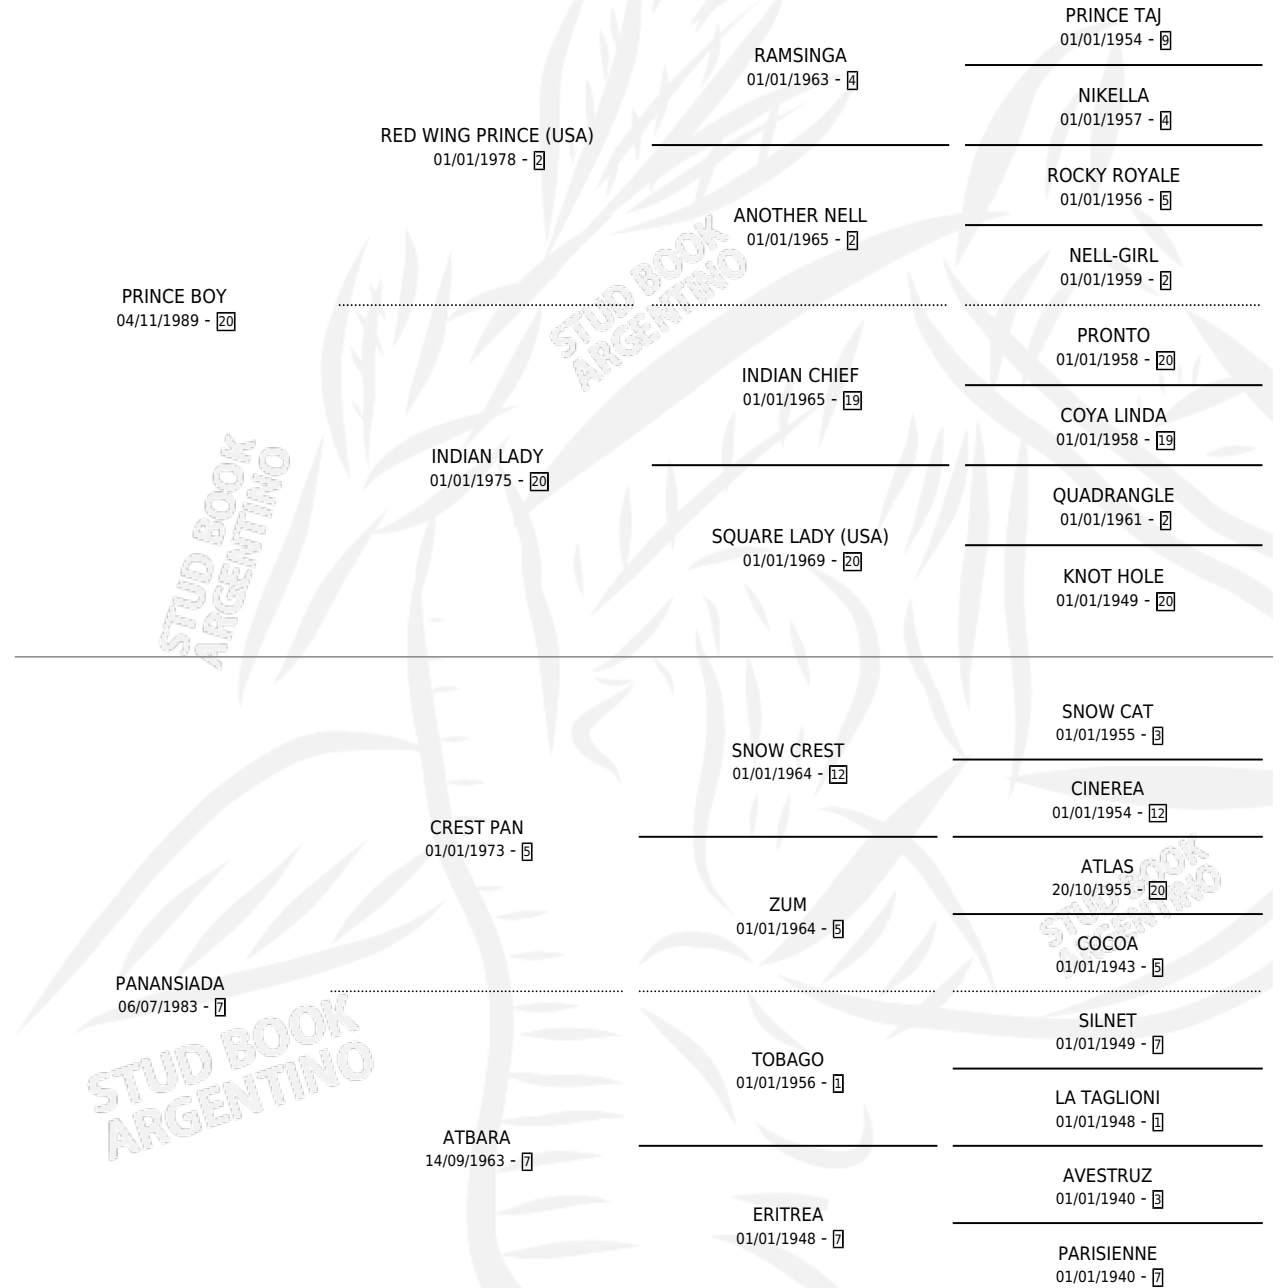 PRINCE TAJ
01/01/1954 - 9
RAMSINGA
01/01/1963 - 4
NIKELLA
01/01/1957 - 4
RED WING PRINCE (USA)
01/01/1978 - 2
ROCKY ROYALE
01/01/1956 - 5
ANOTHER NELL
01/01/1965 - 2
NELL-GIRL
01/01/1959 - 2
PRINCE BOY
04/11/1989 - 20
PRONTO
01/01/1958 - 20
INDIAN CHIEF
01/01/1965 - 19
COYA LINDA
01/01/1958 - 19
INDIAN LADY
01/01/1975 - 20
QUADRANGLE
01/01/1961 - 2
SQUARE LADY (USA)
01/01/1969 - 20
KNOT HOLE
01/01/1949 - 20
STUD BOOK
ARGENTINO
STUD BOOK
ARGENTINO
SNOW CAT
01/01/1955 - 3
SNOW CREST
01/01/1964 - 12
CINEREA
01/01/1954 - 12
CREST PAN
01/01/1973 - 5
ATLAS
20/10/1955 - 20
ZUM
01/01/1964 - 5
COCOA
01/01/1943 - 5
PANANSIADA
06/07/1983 - 7
SILNET
01/01/1949 - 7
TOBAGO
01/01/1956 - 1
LA TAGLIONI
01/01/1948 - 1
ATBARA
14/09/1963 - 7
AVESTRUZ
01/01/1940 - 3
ERITREA
01/01/1948 - 7
PARISIENNE
01/01/1940 - 7
STUD BOOK
ARGENTINO
STUD BOOK
ARGENTINO